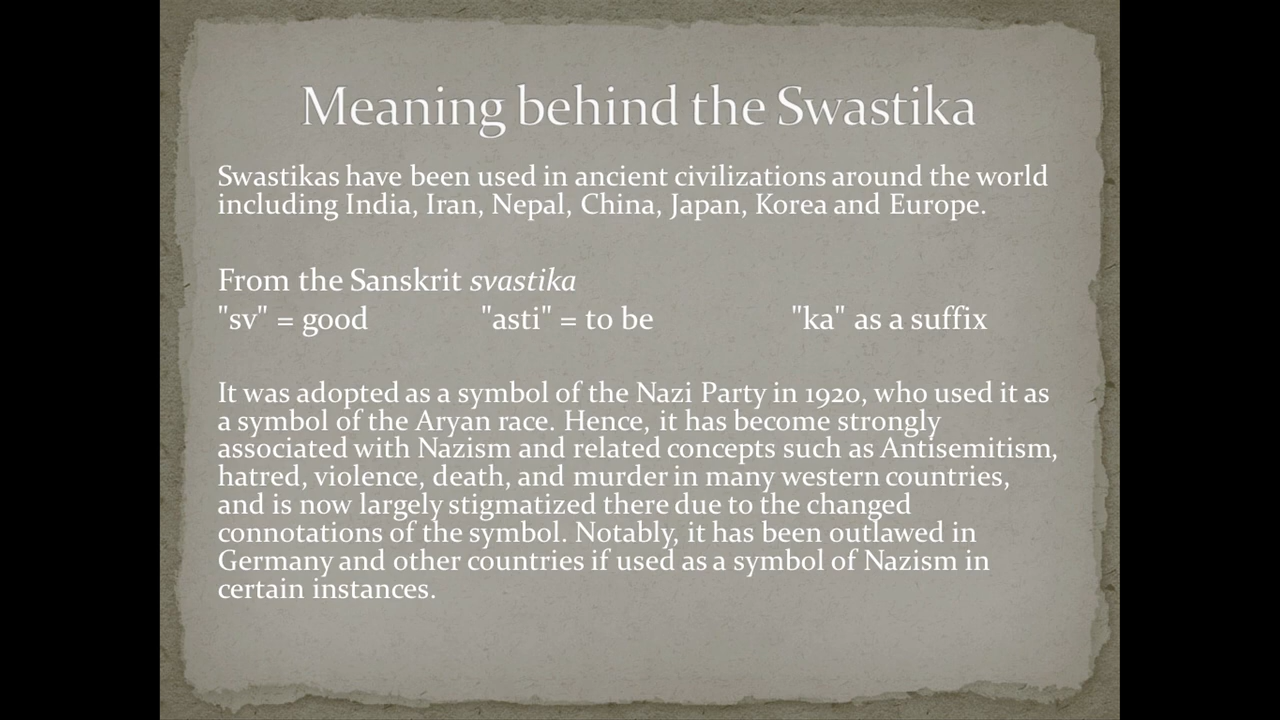 Meaning behind the Swastika
Swastikas have been used in ancient civilizations around the world
including India, Iran, Nepal, China, Japan, Korea and Europe.
From the Sanskrit svastika
"sv" = good "asti" = to be "ka" as a suffix
It was adopted as a symbol of the Nazi Party in 1920, who used it as
a symbol of the Aryan race. Hence, it has become strongly
associated with Nazism and related concepts such as Antisemitism,
hatred, violence, death, and murder in many western countries,
and is now largely stigmatized there due to the changed
connotations of the symbol. Notably, it has been outlawed in
Germany and other countries if used as a symbol of Nazism in
certain instances.